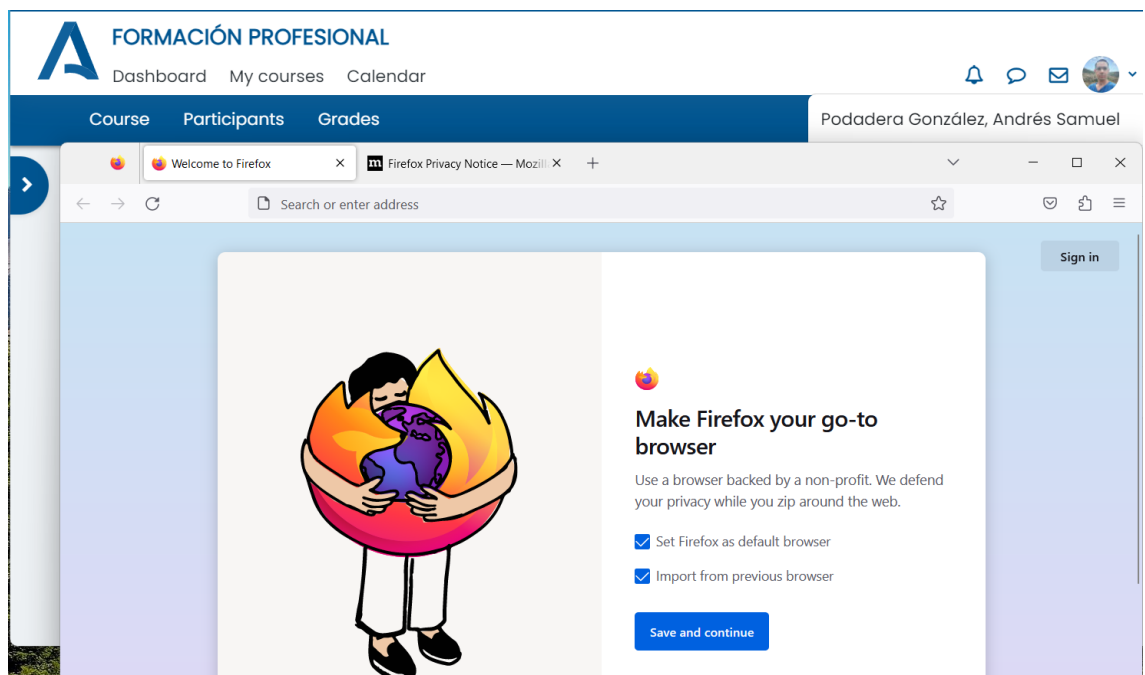 FORMACIÓN PROFESIONAL
Dashboard My courses Calendar
Course Participants Grades
Podadera González, Andrés Samuel
Welcome to Firefox
Firefox Privacy Notice — Mozill
Search or enter address
Sign in
Make Firefox your go-to
browser
Use a browser backed by a non-profit. We defend
your privacy while you zip around the web.
Set Firefox as default browser
Import from previous browser
Save and continue